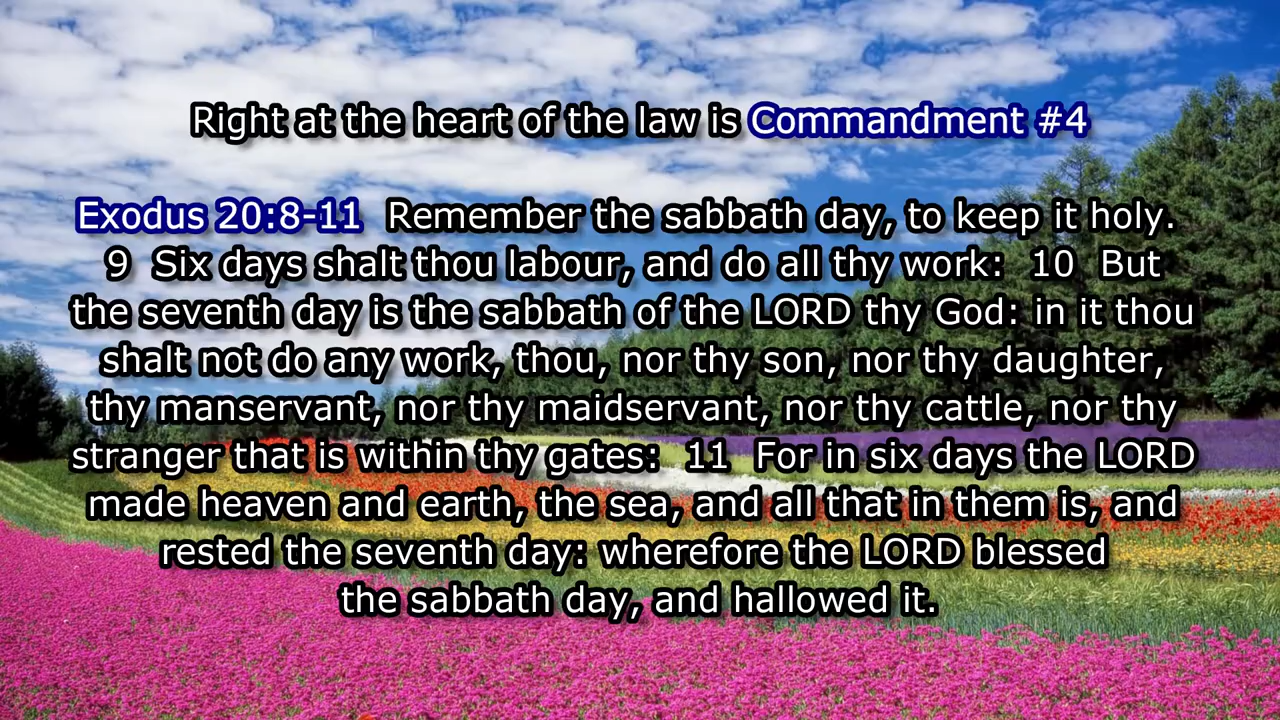 Right at the heart of the law is Commandment #4
Exodus 20:8-11 Remember the sabbath day, to keep it holy.
9 Six days shalt thou labour, and do all thy work: 10 But
the seventh day is the sabbath of the LORD thy God: in it thou
shalt not do any work, thou, nor thy son, nor thy daughter,
thy manservant, nor thy maidservant, nor thy cattle, nor thy
stranger that is within thy gates: 11 For in six days the LORD
made heaven and earth, the sea, and all that in them is, and
rested the seventh day: wherefore the LORD blessed
the sabbath day, and hallowed it.